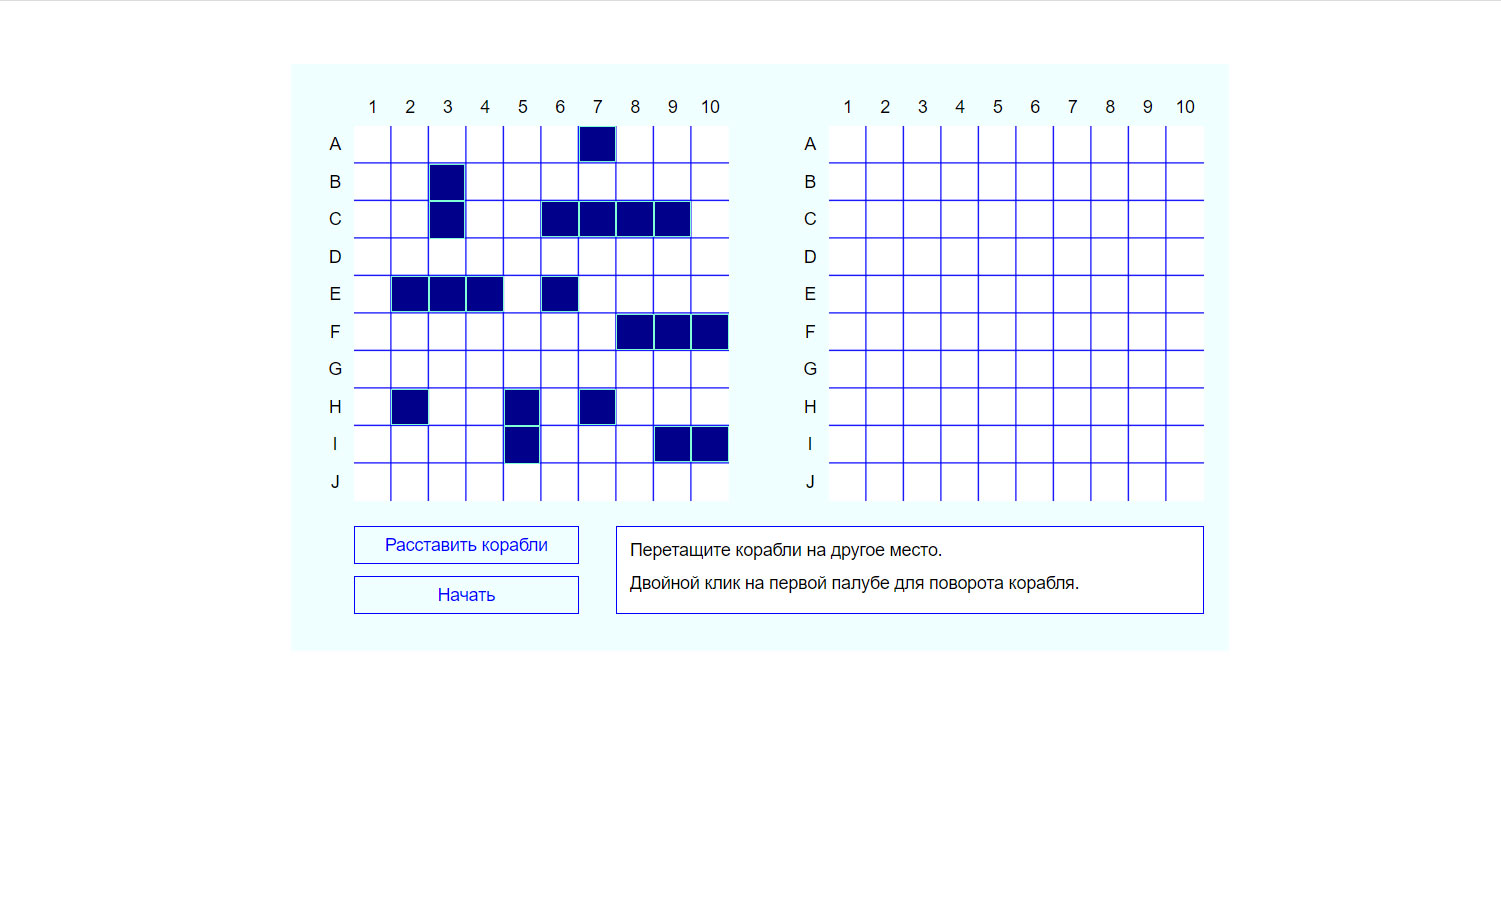 1 2 3 4 5 6 7 8 9 10 1 2 3 4 5 6 7 8 9 10
A A
B B
C C
D D
E E
F F
G G
H H
I I
J J
Расставить корабли
Начать
Перетащите корабли на другое место.
Двойной клик на первой палубе для поворота корабля.